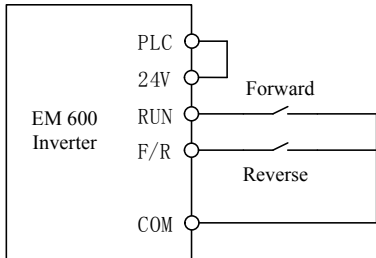 PLC
24V
Forward
RUN
EM 600
Inverter
F/R
Reverse
COM